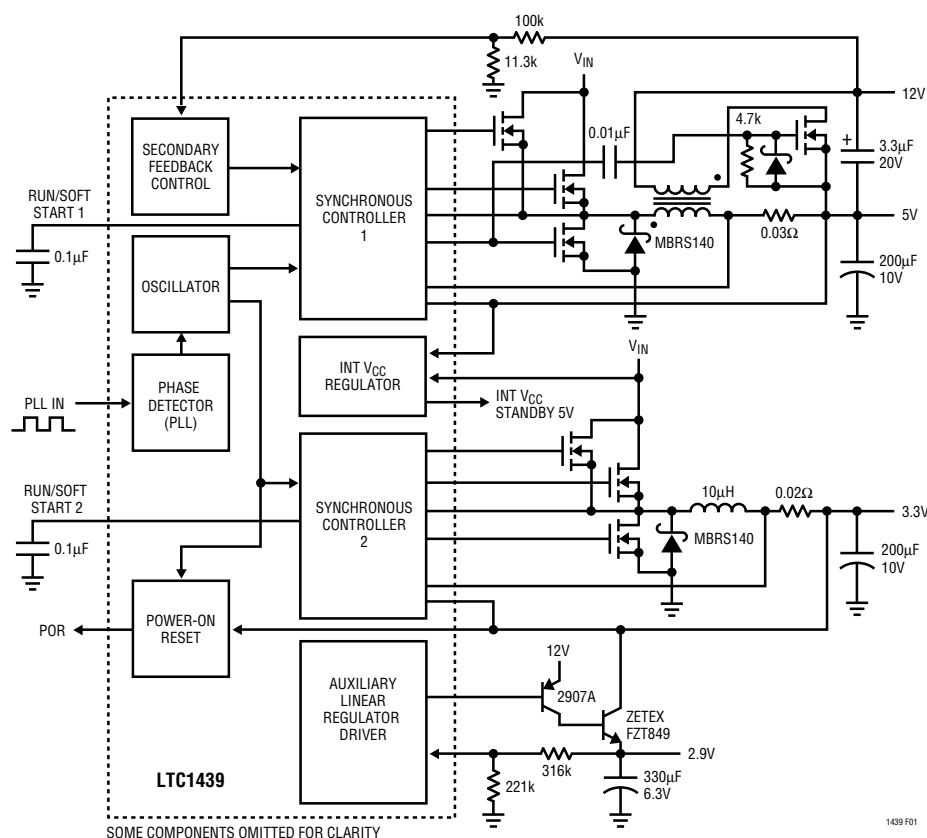 100k
11.3k
VIN
12V
4.7k
0.01µF
+
3.3µF
20V
SECONDARY
FEEDBACK
CONTROL
SYNCHRONOUS
CONTROLLER
1
RUN/SOFT
START 1
0.1µF
5V
MBRS140
0.03Ω
200µF
10V
OSCILLATOR
INT VCC
REGULATOR
VIN
INT VCC
STANDBY 5V
PHASE
DETECTOR
(PLL)
PLL IN
SYNCHRONOUS
CONTROLLER
2
RUN/SOFT
START 2
0.1µF
10µH
0.02Ω
3.3V
MBRS140
200µF
10V
POWER-ON
RESET
POR
12V
2907A
AUXILIARY
LINEAR
REGULATOR
DRIVER
ZETEX
FZT849
2.9V
316k
221k
330µF
6.3V
LTC1439
SOME COMPONENTS OMITTED FOR CLARITY
1439 F01